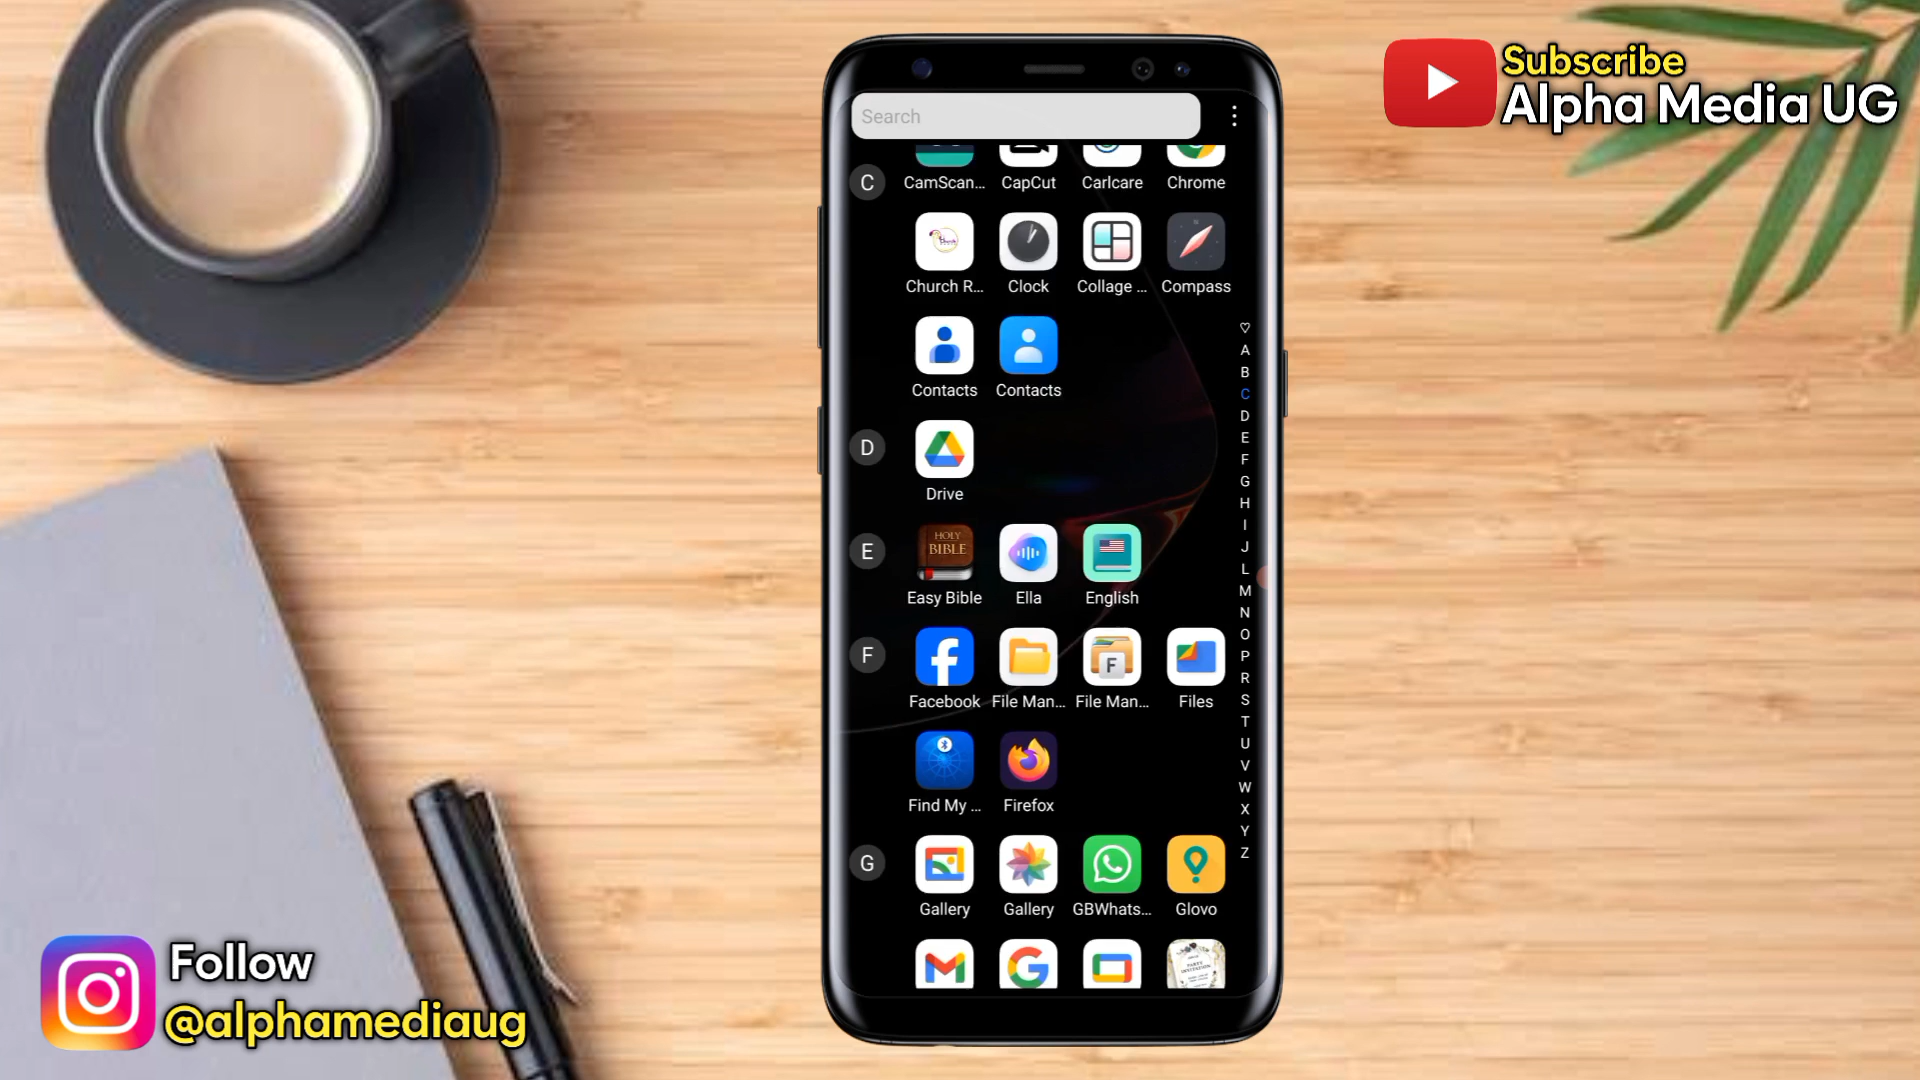 Subscribe
Alpha Media UG
Search
C
CamScan... CapCut Carlcare Chrome
Church R... Clock Collage ... Compass
Contacts Contacts
D
Drive
E
HOLY
BIBLE
Easy Bible Ella English
F
F
Facebook File Man... File Man... Files
Find My ... Firefox
G
Gallery Gallery GBWhats... Glovo
♡
A
B
C
D
E
F
G
H
I
J
L
M
N
O
P
R
S
T
U
V
W
X
Y
Z
Follow
@alphamediaug